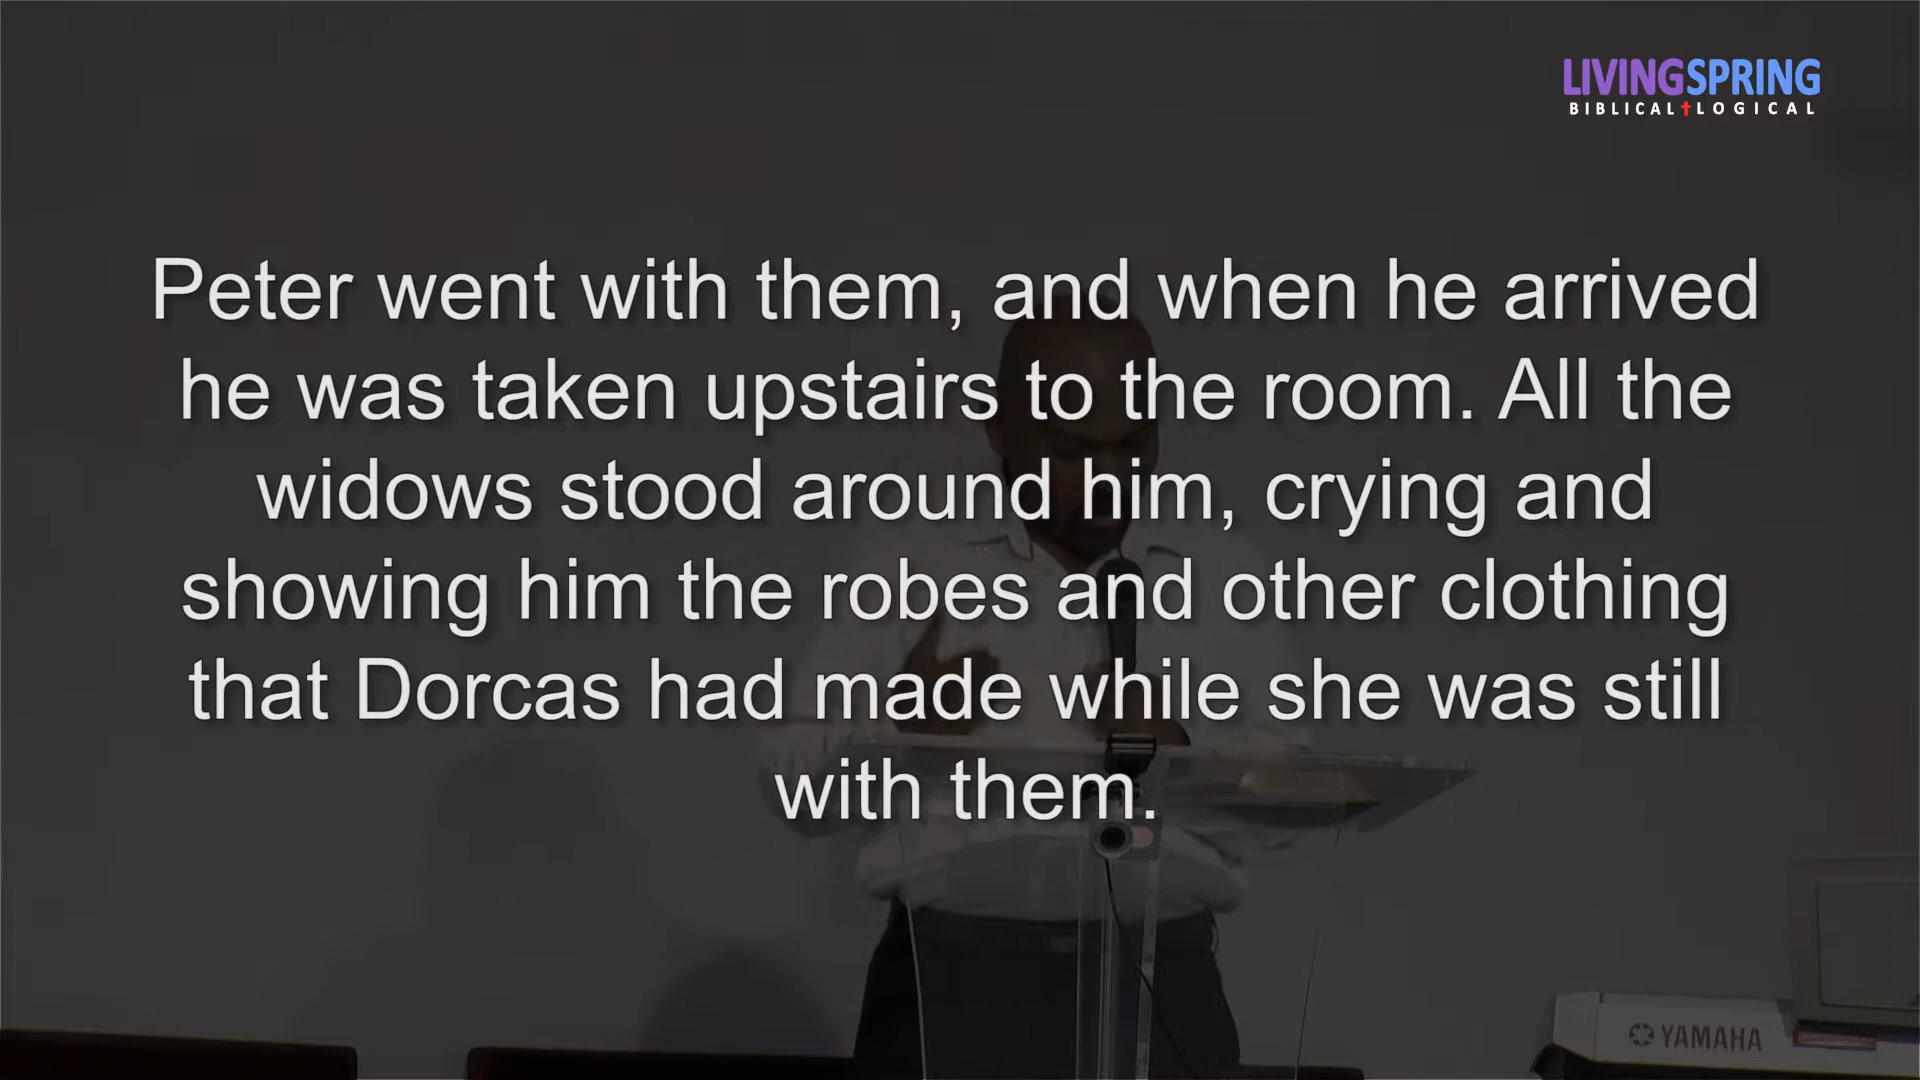 LIVINGSPRING
BIBLICAL LOGICAL
Peter went with them, and when he arrived
he was taken upstairs to the room. All the
widows stood around him, crying and
showing him the robes and other clothing
that Dorcas had made while she was still
with them.
YAMAHA